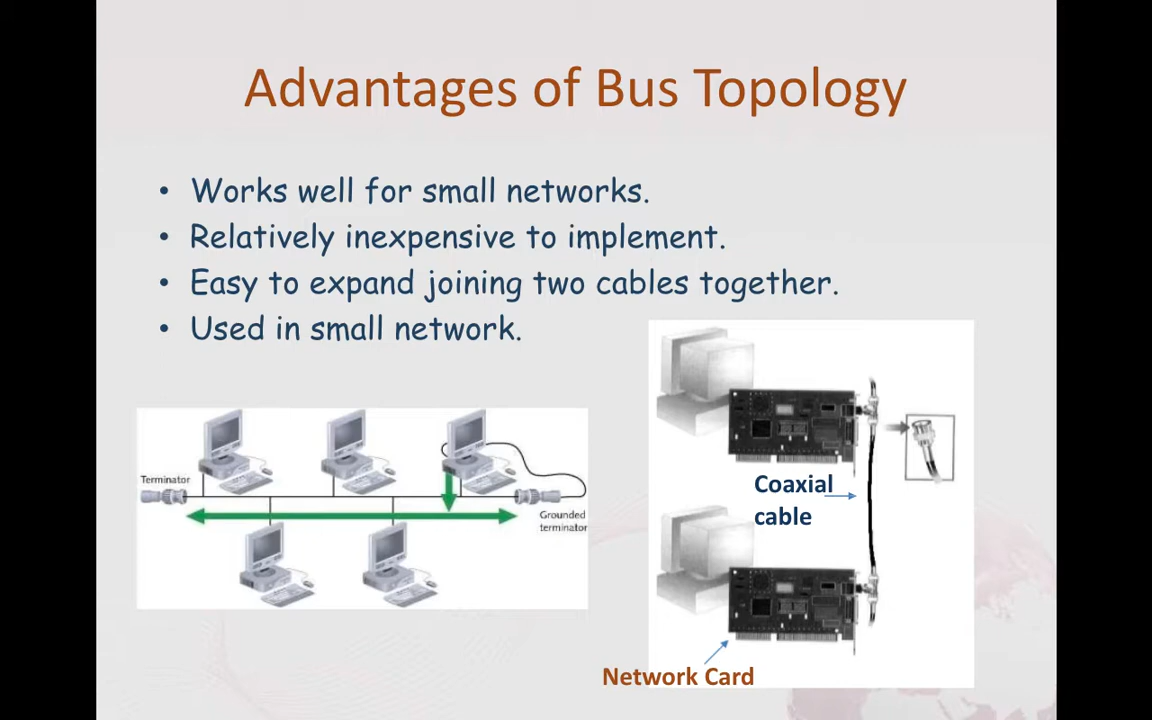 Advantages of Bus Topology
• Works well for small networks.
• Relatively inexpensive to implement.
• Easy to expand joining two cables together.
• Used in small network.
Terminator
Grounded
terminator
Coaxial
cable
Network Card